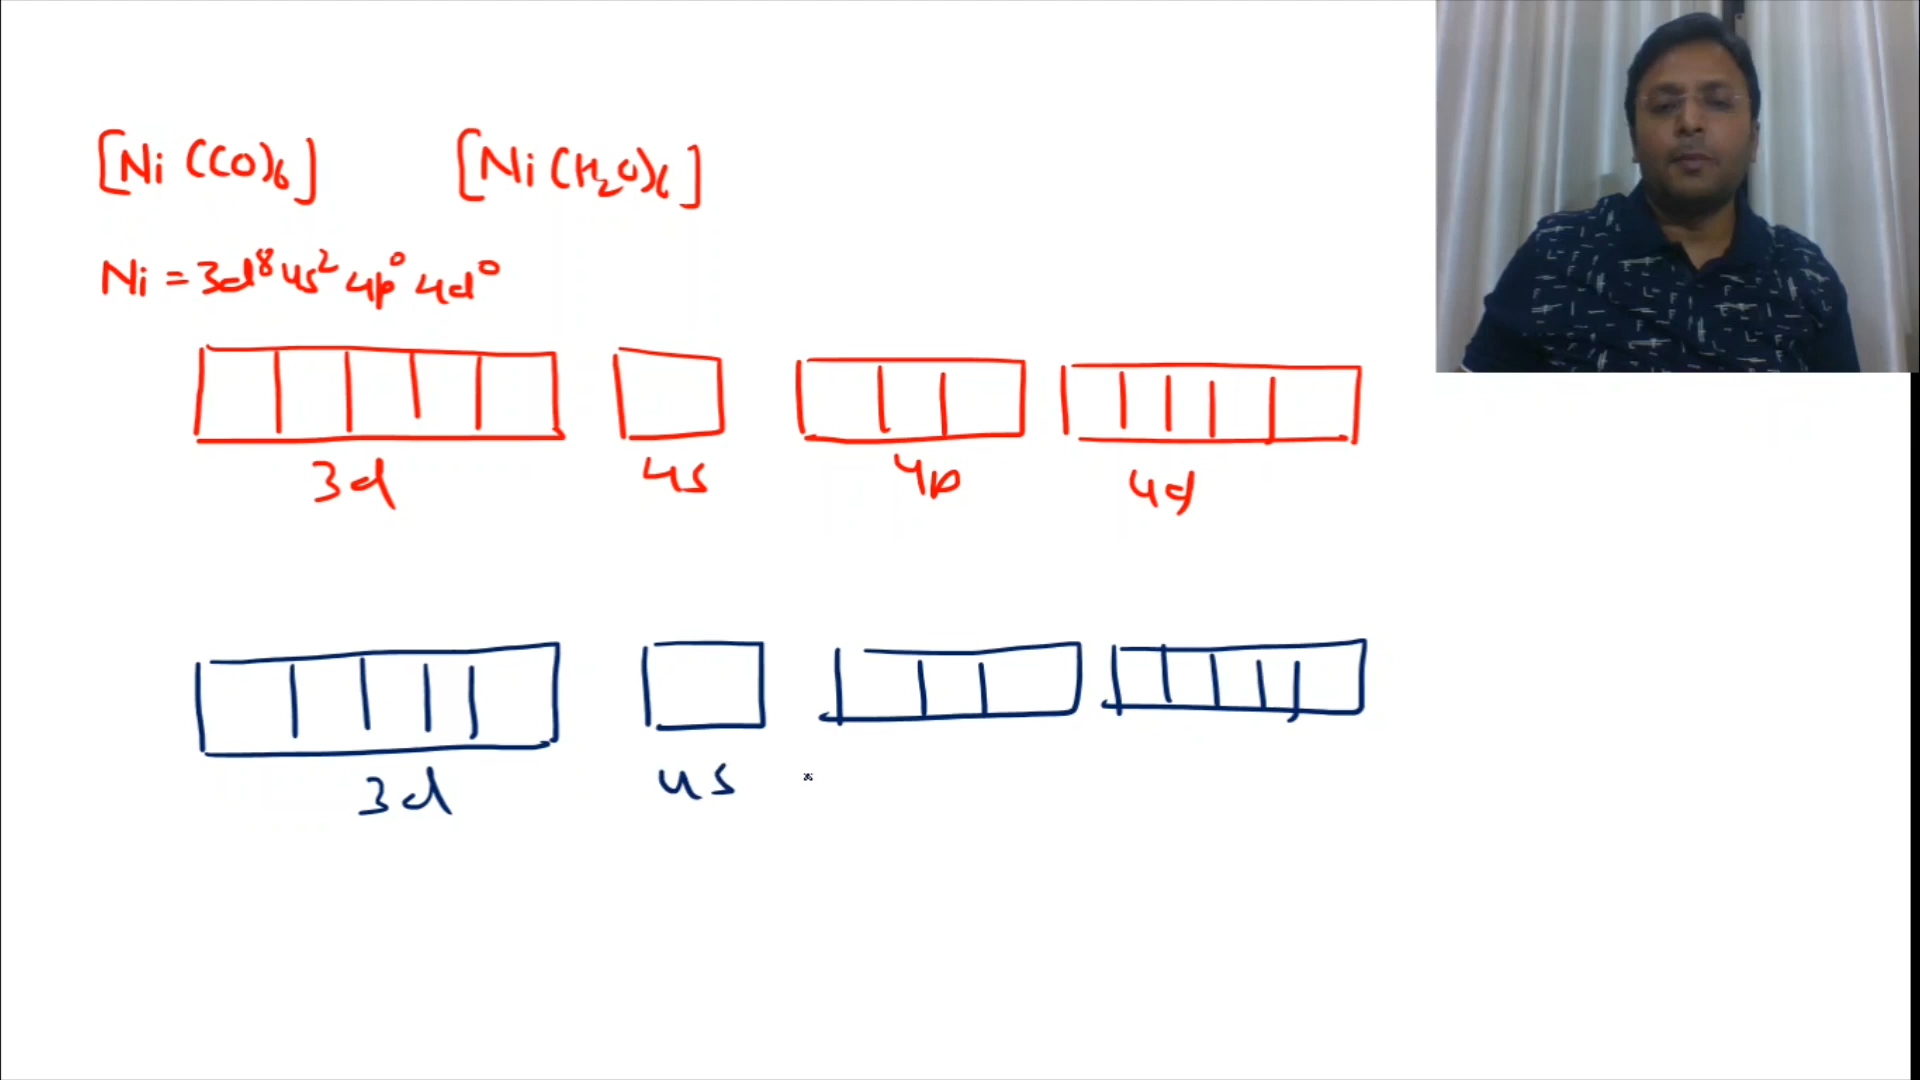 [Ni (CO)6] [Ni (H2O)6]
Ni = 3d⁸ 4s² 4p⁰ 4d⁰
3d 4s 4p 4d
3d 4s